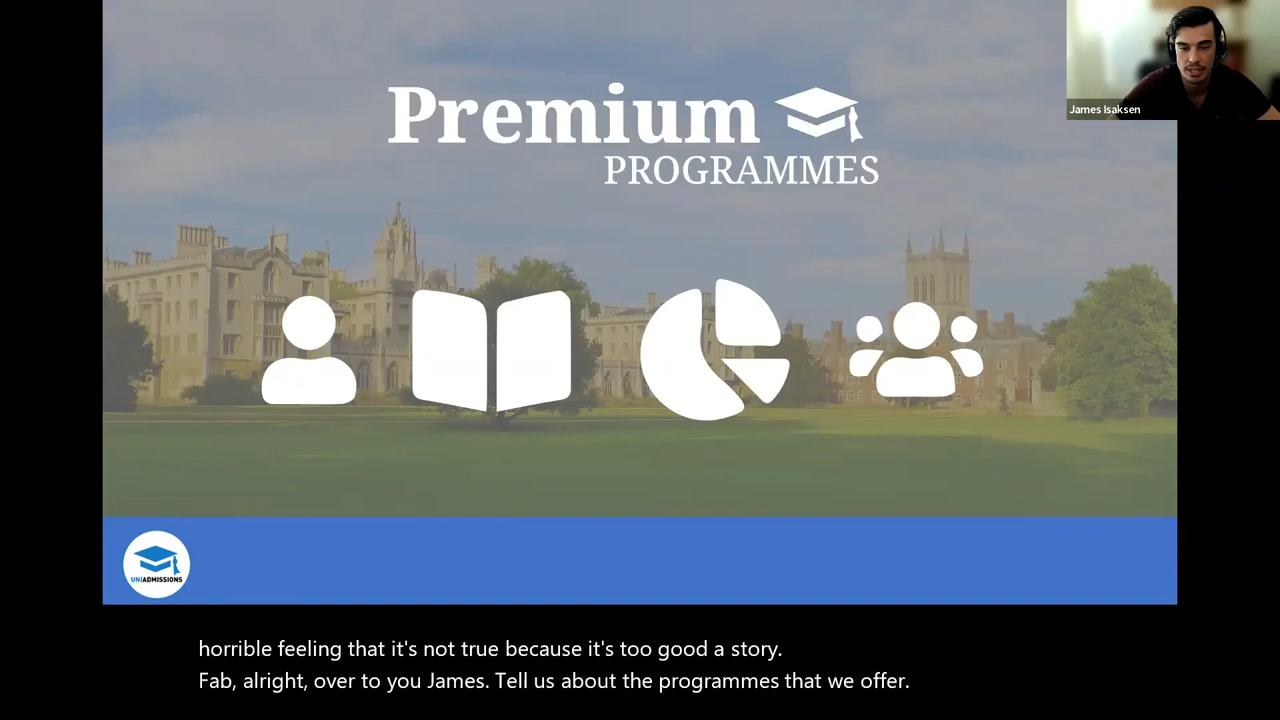 Premium
PROGRAMMES
James Isaksen
UNIADMISSIONS
horrible feeling that it's not true because it's too good a story.
Fab, alright, over to you James. Tell us about the programmes that we offer.